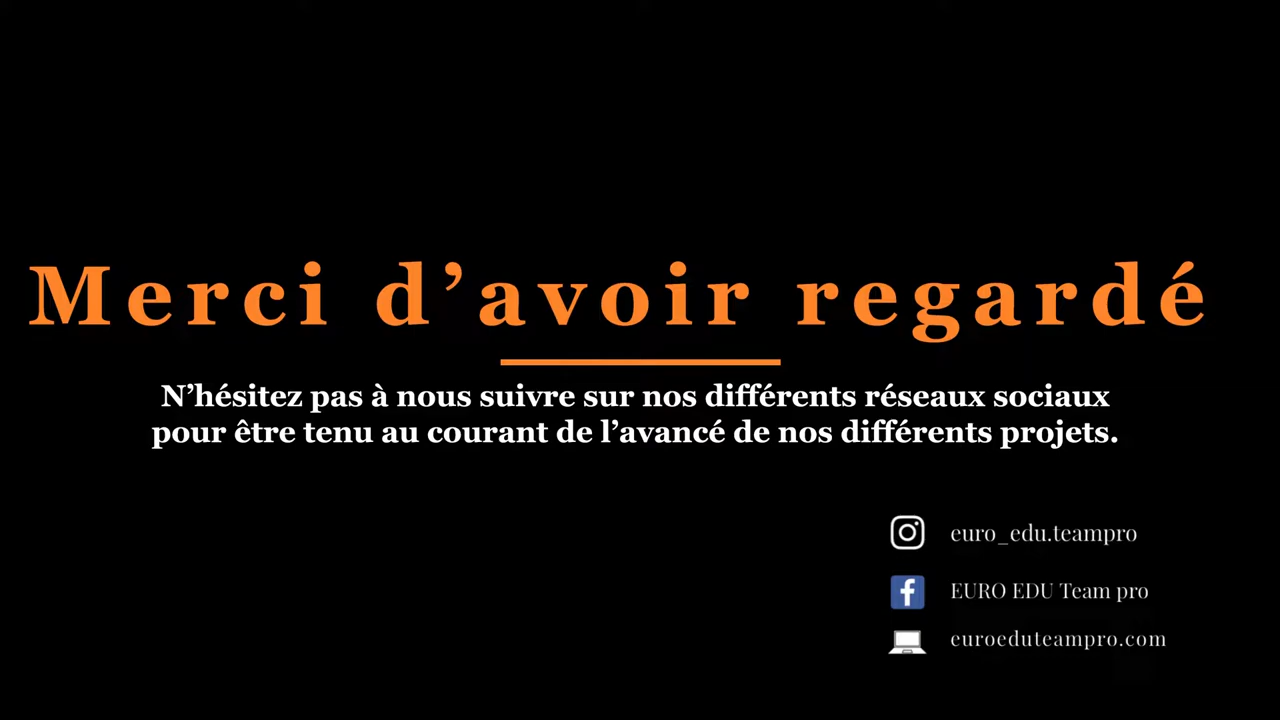 Merci d’avoir regardé
N’hésitez pas à nous suivre sur nos différents réseaux sociaux
pour être tenu au courant de l’avancé de nos différents projets.
euro_edu.teampro
EURO EDU Team pro
euroeduteampro.com